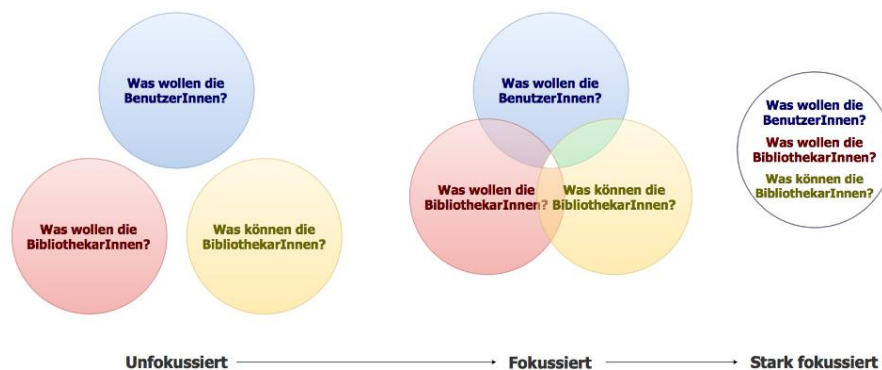 Was wollen die
BenutzerInnen?
Was wollen die
BibliothekarInnen?
Was können die
BibliothekarInnen?
Was wollen die
BenutzerInnen?
Was wollen die
BibliothekarInnen?
Was können die
BibliothekarInnen?
Was wollen die
BenutzerInnen?
Was wollen die
BibliothekarInnen?
Was können die
BibliothekarInnen?
Unfokussiert
Fokussiert
Stark fokussiert